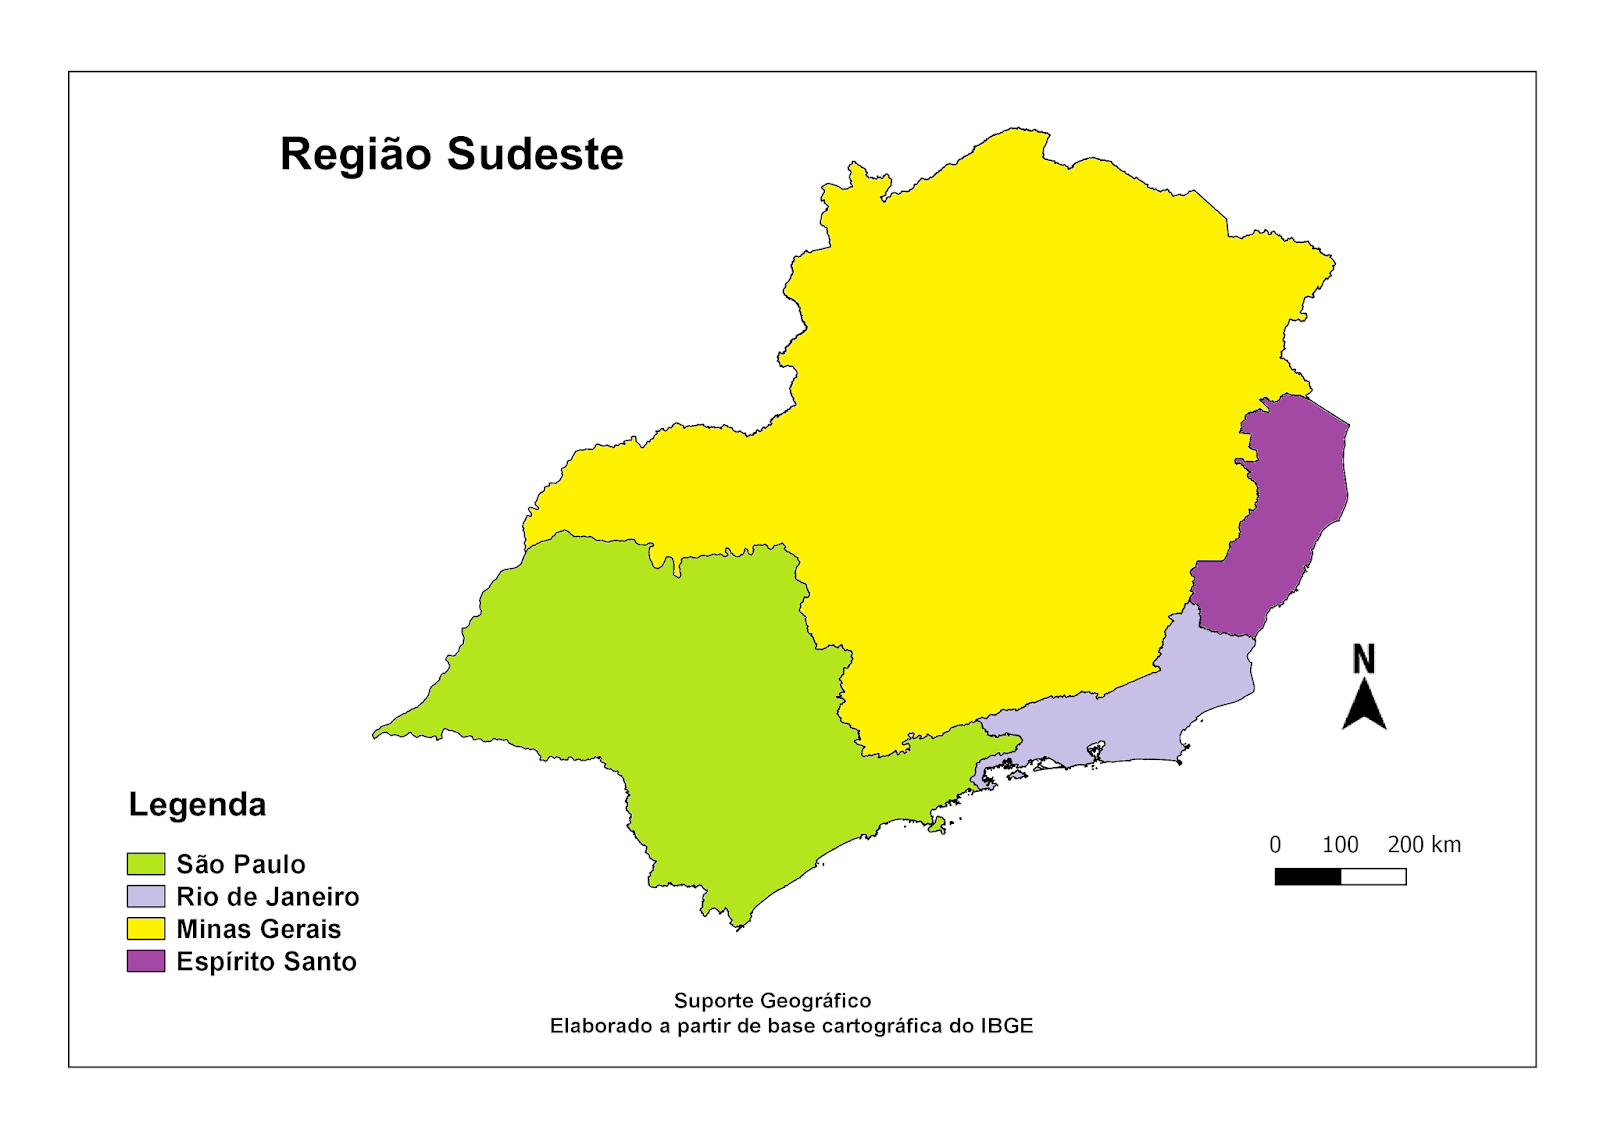 Região Sudeste
N
0 100 200 km
Legenda
São Paulo
Rio de Janeiro
Minas Gerais
Espírito Santo
Suporte Geográfico
Elaborado a partir de base cartográfica do IBGE